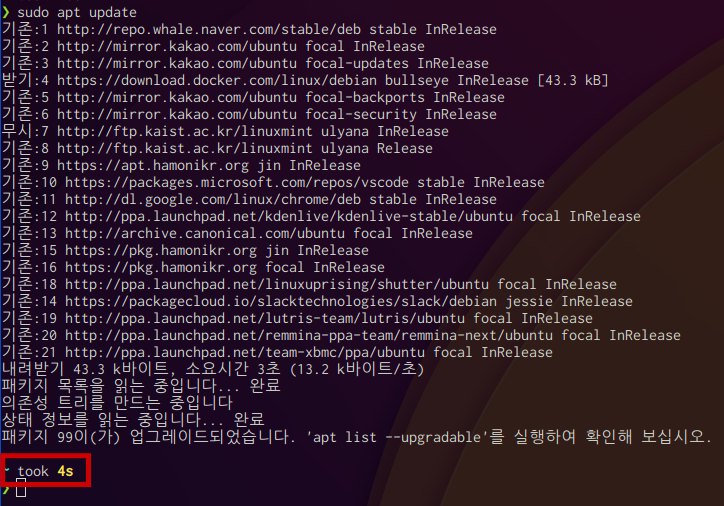 ❯ sudo apt update
기존:1 http://repo.whale.naver.com/stable/deb stable InRelease
기존:2 http://mirror.kakao.com/ubuntu focal InRelease
기존:3 http://mirror.kakao.com/ubuntu focal-updates InRelease
받기:4 https://download.docker.com/linux/debian bullseye InRelease [43.3 kB]
기존:5 http://mirror.kakao.com/ubuntu focal-backports InRelease
기존:6 http://mirror.kakao.com/ubuntu focal-security InRelease
무시:7 http://ftp.kaist.ac.kr/linuxmint ulyana InRelease
기존:8 http://ftp.kaist.ac.kr/linuxmint ulyana Release
기존:9 https://apt.hamonikr.org jin InRelease
기존:10 https://packages.microsoft.com/repos/vscode stable InRelease
기존:11 http://dl.google.com/linux/chrome/deb stable InRelease
기존:12 http://ppa.launchpad.net/kdenlive/kdenlive-stable/ubuntu focal InRelease
기존:13 http://archive.canonical.com/ubuntu focal InRelease
기존:15 https://pkg.hamonikr.org jin InRelease
기존:16 https://pkg.hamonikr.org focal InRelease
기존:18 http://ppa.launchpad.net/linuxuprising/shutter/ubuntu focal InRelease
기존:14 https://packagecloud.io/slacktechnologies/slack/debian jessie InRelease
기존:19 http://ppa.launchpad.net/lutris-team/lutris/ubuntu focal InRelease
기존:20 http://ppa.launchpad.net/remmina-ppa-team/remmina-next/ubuntu focal InRelease
기존:21 http://ppa.launchpad.net/team-xbmc/ppa/ubuntu focal InRelease
내려받기 43.3 k바이트, 소요시간 3초 (13.2 k바이트/초)
패키지 목록을 읽는 중입니다... 완료
의존성 트리를 만드는 중입니다
상태 정보를 읽는 중입니다... 완료
패키지 99이(가) 업그레이드되었습니다. 'apt list --upgradable'를 실행하여 확인해 보십시오.
~ took 4s
❯